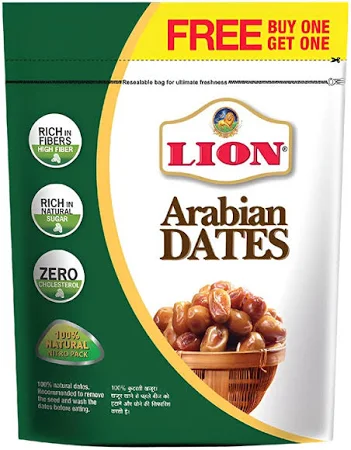 FREE BUY ONE
GET ONE
Resealable bag for ultimate freshness
RICH IN
FIBERS
HIGH FIBER
LION®
RICH IN
NATURAL
SUGAR
Arabian
DATES
ZERO
CHOLESTEROL
100%
NATURAL
NITRO PACK
100% natural dates.
Recommended to remove
the seed and wash the
dates before eating.
100% कुदरती खजूर।
खजूर खाने से पहले बीज को
हटाने और धोने की सिफारिश
करती है।